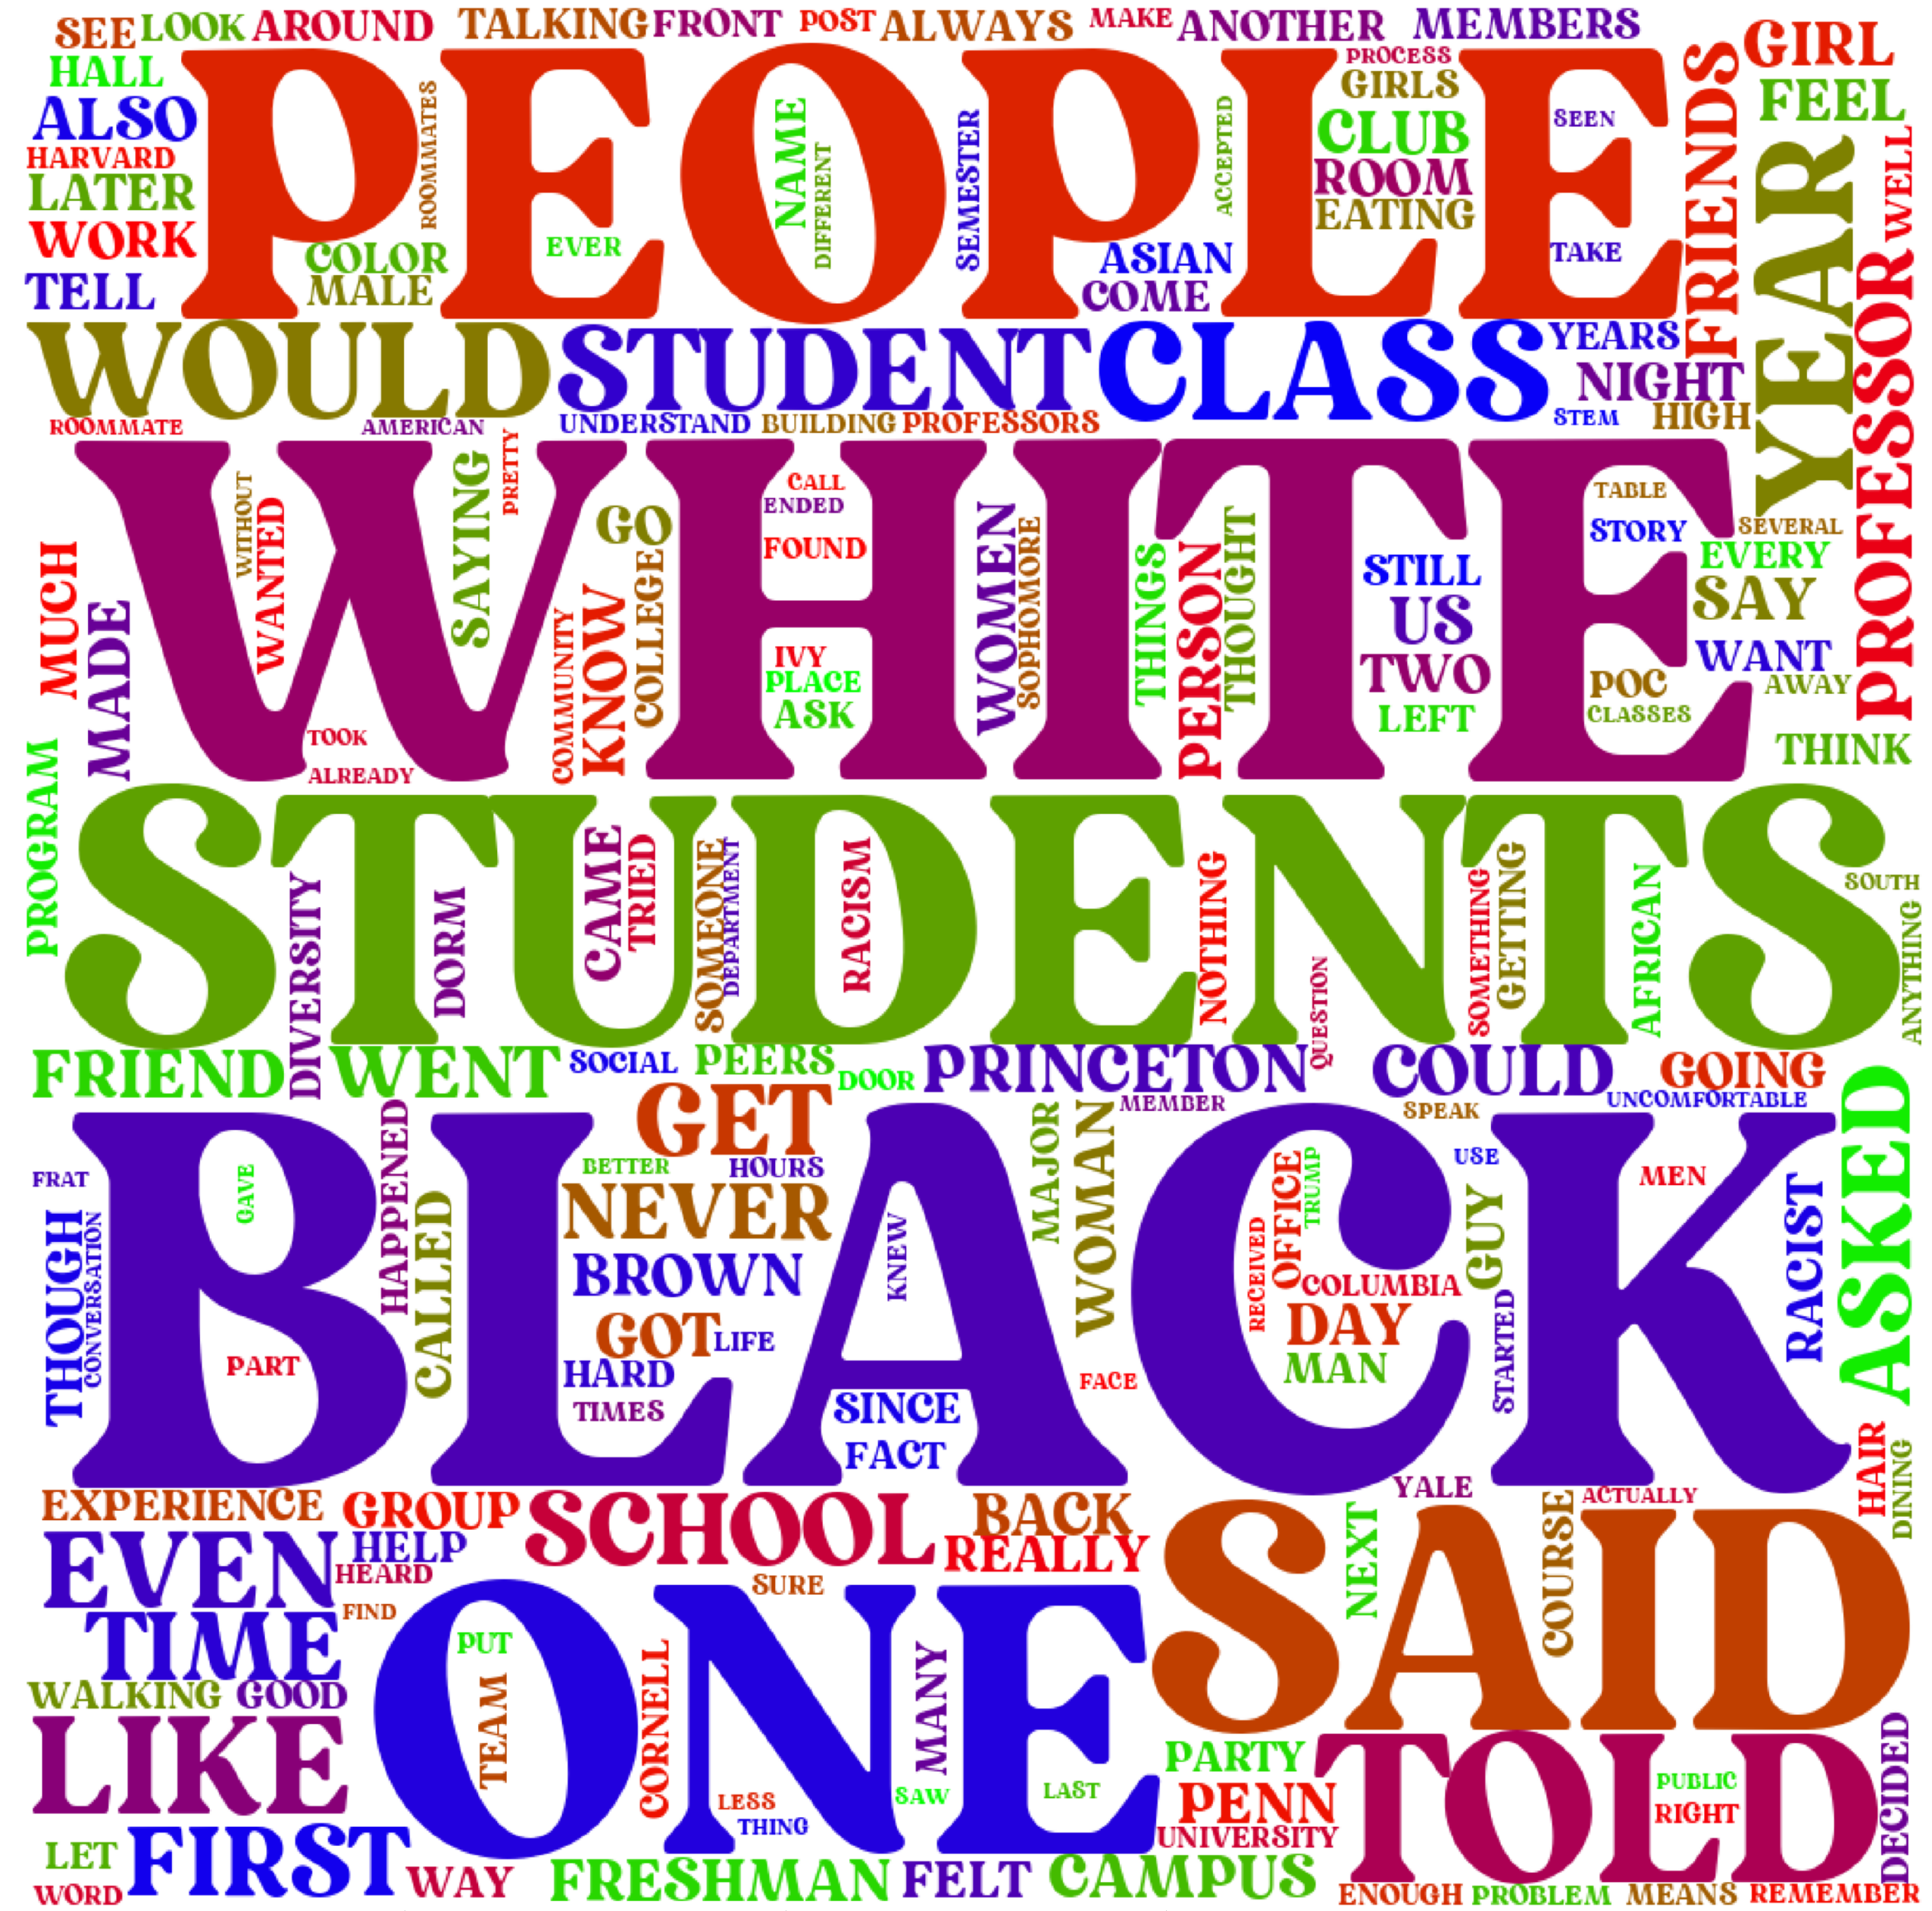 SEE LOOK AROUND TALKING FRONT POST ALWAYS MAKE ANOTHER MEMBERS
HALL PROCESS GIRL
ALSO GIRLS FEEL
HARVARD CLUB SEEN
LATER ROOM
WORK EATING
TELL
PEOPLE
ROOMMATES
NAME
DIFFERENT
SEMESTER
ACCEPTED
FRIENDS
YEAR
WELL
COLOR EVER ASIAN TAKE
MALE COME
WOULD STUDENT CLASS YEARS
NIGHT
ROOMMATE AMERICAN UNDERSTAND BUILDING PROFESSORS STEM HIGH
PROFESSOR
WHITE
WITHOUT
WANTED
SAYING
PRETTY
GO
CALL
ENDED
FOUND
COLLEGE
KNOW
COMMUNITY
IVY
PLACE
ASK
WOMEN
SOPHOMORE
THINGS
PERSON
THOUGHT
STILL
US
TWO
LEFT
TABLE
STORY
SEVERAL
EVERY
SAY
WANT
POC
CLASSES
AWAY
THINK
MUCH
MADE
TOOK
ALREADY
PROGRAM
STUDENTS
DIVERSITY
DORM
CAME
TRIED
SOMEONE
DEPARTMENT
RACISM
NOTHING
QUESTION
SOMETHING
GETTING
AFRICAN
SOUTH
ANYTHING
FRIEND WENT SOCIAL PEERS DOOR PRINCETON COULD GOING
MEMBER SPEAK UNCOMFORTABLE
GET
BLACK
ASKED
FRAT
GAVE
HAPPENED
CALLED
BETTER HOURS
NEVER
BROWN
GOT LIFE
HARD
TIMES
KNEW
MAJOR
WOMAN
RECEIVED
OFFICE
TRUMP
COLUMBIA
DAY
MAN
USE
GUY
STARTED
MEN
RACIST
THOUGH
CONVERSATION
PART
SINCE
FACT
FACE
HAIR
DINING
EXPERIENCE GROUP SCHOOL BACK YALE ACTUALLY
EVEN HELP REALLY
HEARD SURE
SAID
NEXT
COURSE
TIME FIND
ONE
PUT
TEAM
CORNELL
MANY
WALKING GOOD
LIKE
LESS
THING
SAW
LAST
PARTY
PENN
UNIVERSITY
TOLD
PUBLIC
RIGHT
DECIDED
LET FIRST
WORD WAY FRESHMAN FELT CAMPUS
ENOUGH PROBLEM MEANS REMEMBER